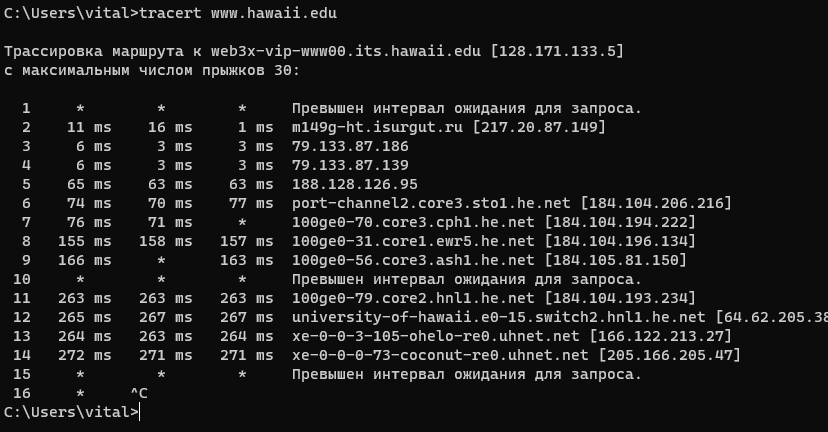 C:\Users\vital>tracert www.hawaii.edu
Трассировка маршрута к web3x-vip-www00.its.hawaii.edu [128.171.133.5]
с максимальным числом прыжков 30:
1 * * * Превышен интервал ожидания для запроса.
2 11 ms 16 ms 1 ms m149g-ht.isurgut.ru [217.20.87.149]
3 6 ms 3 ms 3 ms 79.133.87.186
4 6 ms 3 ms 3 ms 79.133.87.139
5 65 ms 63 ms 63 ms 188.128.126.95
6 74 ms 70 ms 77 ms port-channel2.core3.sto1.he.net [184.104.206.216]
7 76 ms 71 ms * 100ge0-70.core3.cph1.he.net [184.104.194.222]
8 155 ms 158 ms 157 ms 100ge0-31.core1.ewr5.he.net [184.104.196.134]
9 166 ms * 163 ms 100ge0-56.core3.ash1.he.net [184.105.81.150]
10 * * * Превышен интервал ожидания для запроса.
11 263 ms 263 ms 263 ms 100ge0-79.core2.hnl1.he.net [184.104.193.234]
12 265 ms 267 ms 267 ms university-of-hawaii.e0-15.switch2.hnl1.he.net [64.62.205.38
13 264 ms 263 ms 264 ms xe-0-0-3-105-ohelo-re0.uhnet.net [166.122.213.27]
14 272 ms 271 ms 271 ms xe-0-0-0-73-coconut-re0.uhnet.net [205.166.205.47]
15 * * * Превышен интервал ожидания для запроса.
16 * ^C
C:\Users\vital>